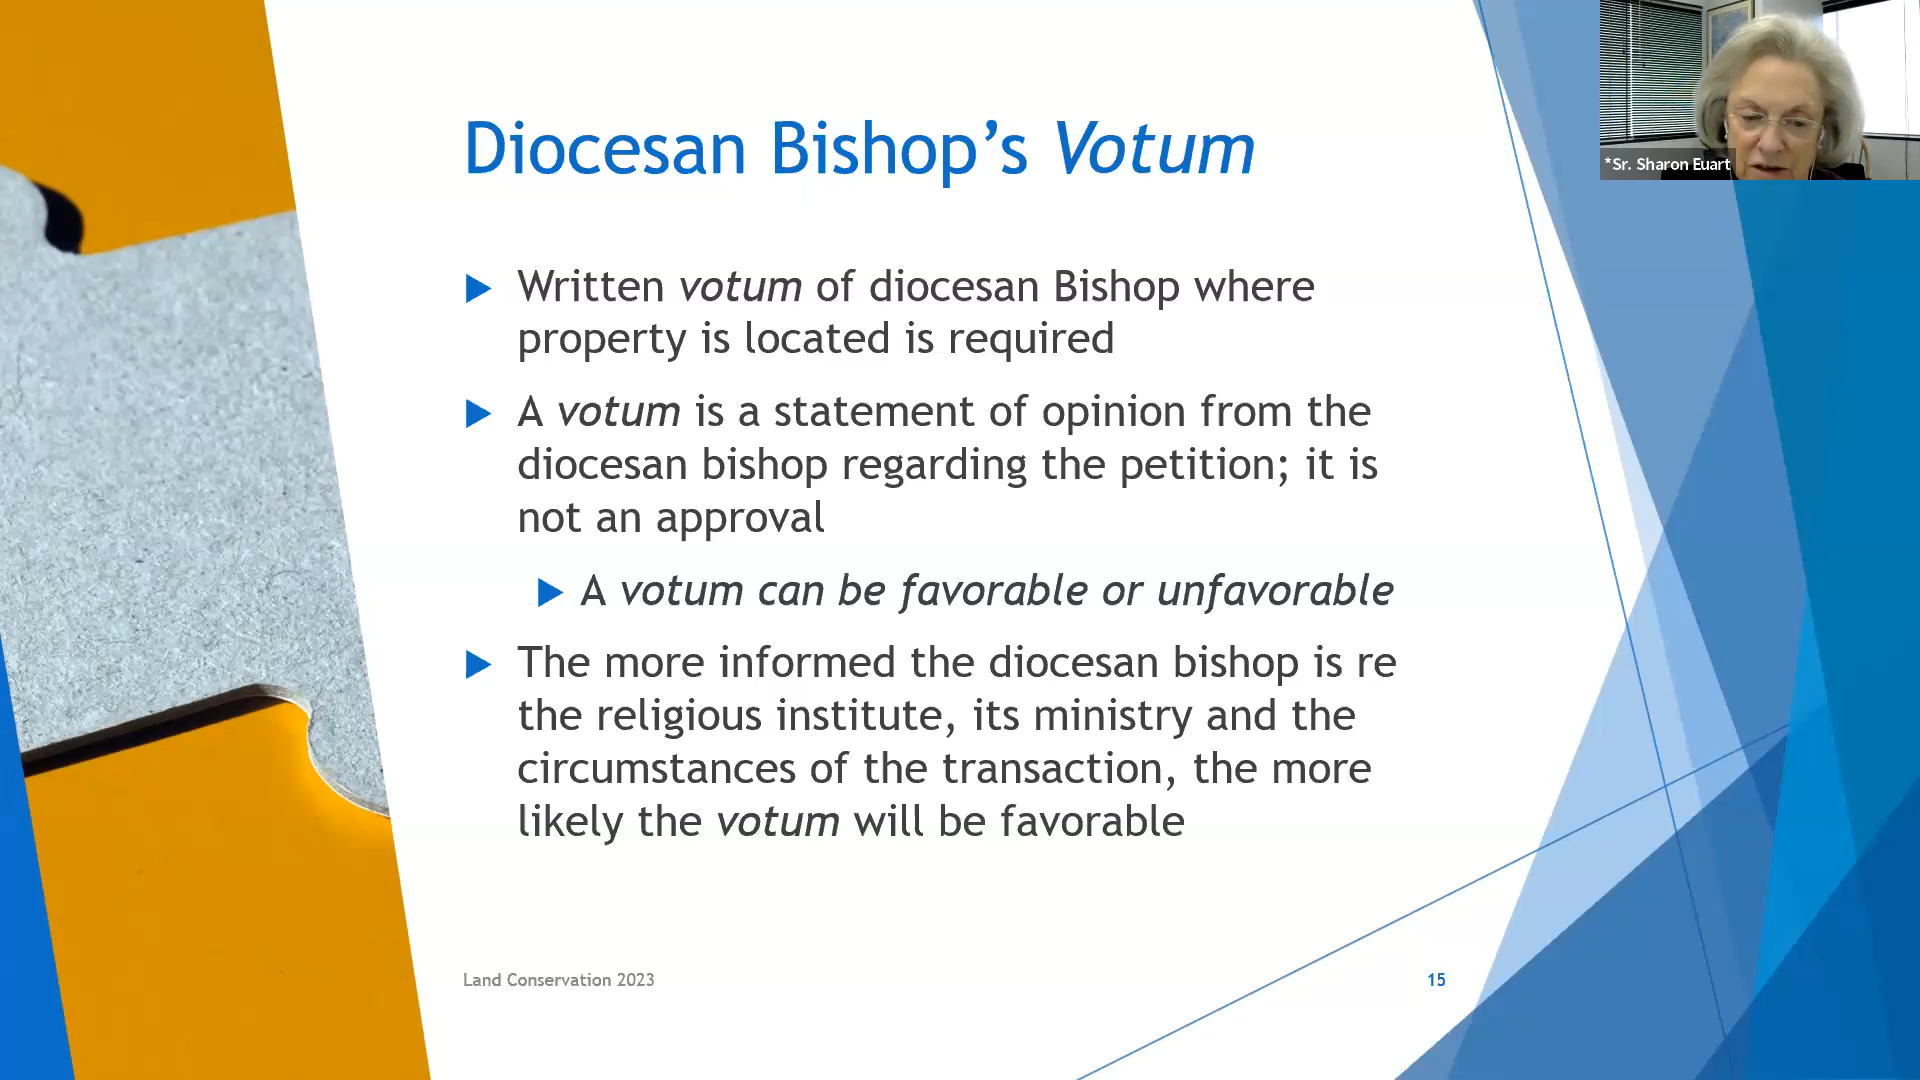 Diocesan Bishop’s Votum
*Sr. Sharon Euart
Written votum of diocesan Bishop where
property is located is required
A votum is a statement of opinion from the
diocesan bishop regarding the petition; it is
not an approval
A votum can be favorable or unfavorable
The more informed the diocesan bishop is re
the religious institute, its ministry and the
circumstances of the transaction, the more
likely the votum will be favorable
Land Conservation 2023
15